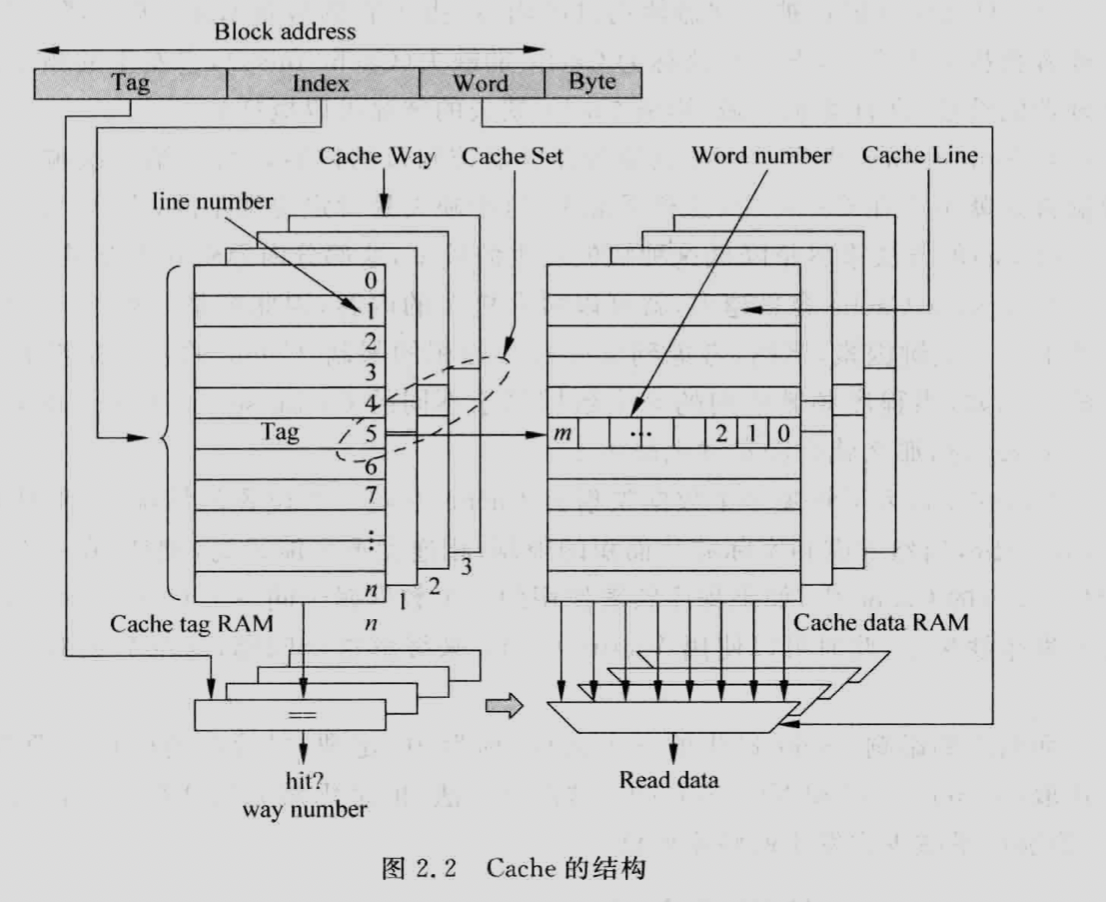 Block address
Tag Index Word Byte
Cache Way Cache Set Word number Cache Line
line number
0
1
2
3
4
Tag 5 m ... 2 1 0
6
7
⋮
n 1 2 3
Cache tag RAM n Cache data RAM
==
hit? Read data
way number
图 2.2 Cache 的结构